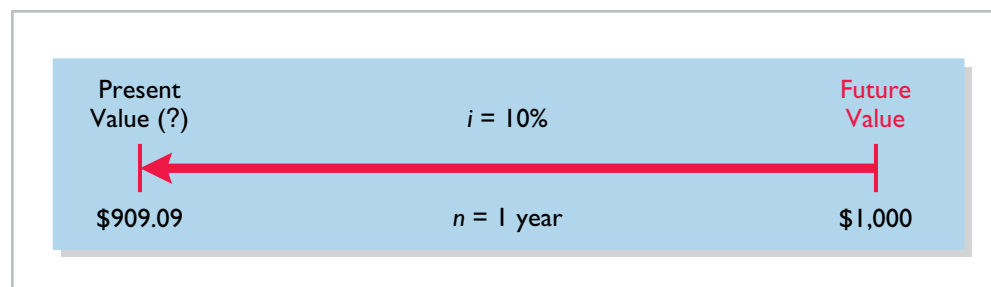 Present
Value (?)
i = 10%
Future
Value
$909.09
n = 1 year
$1,000